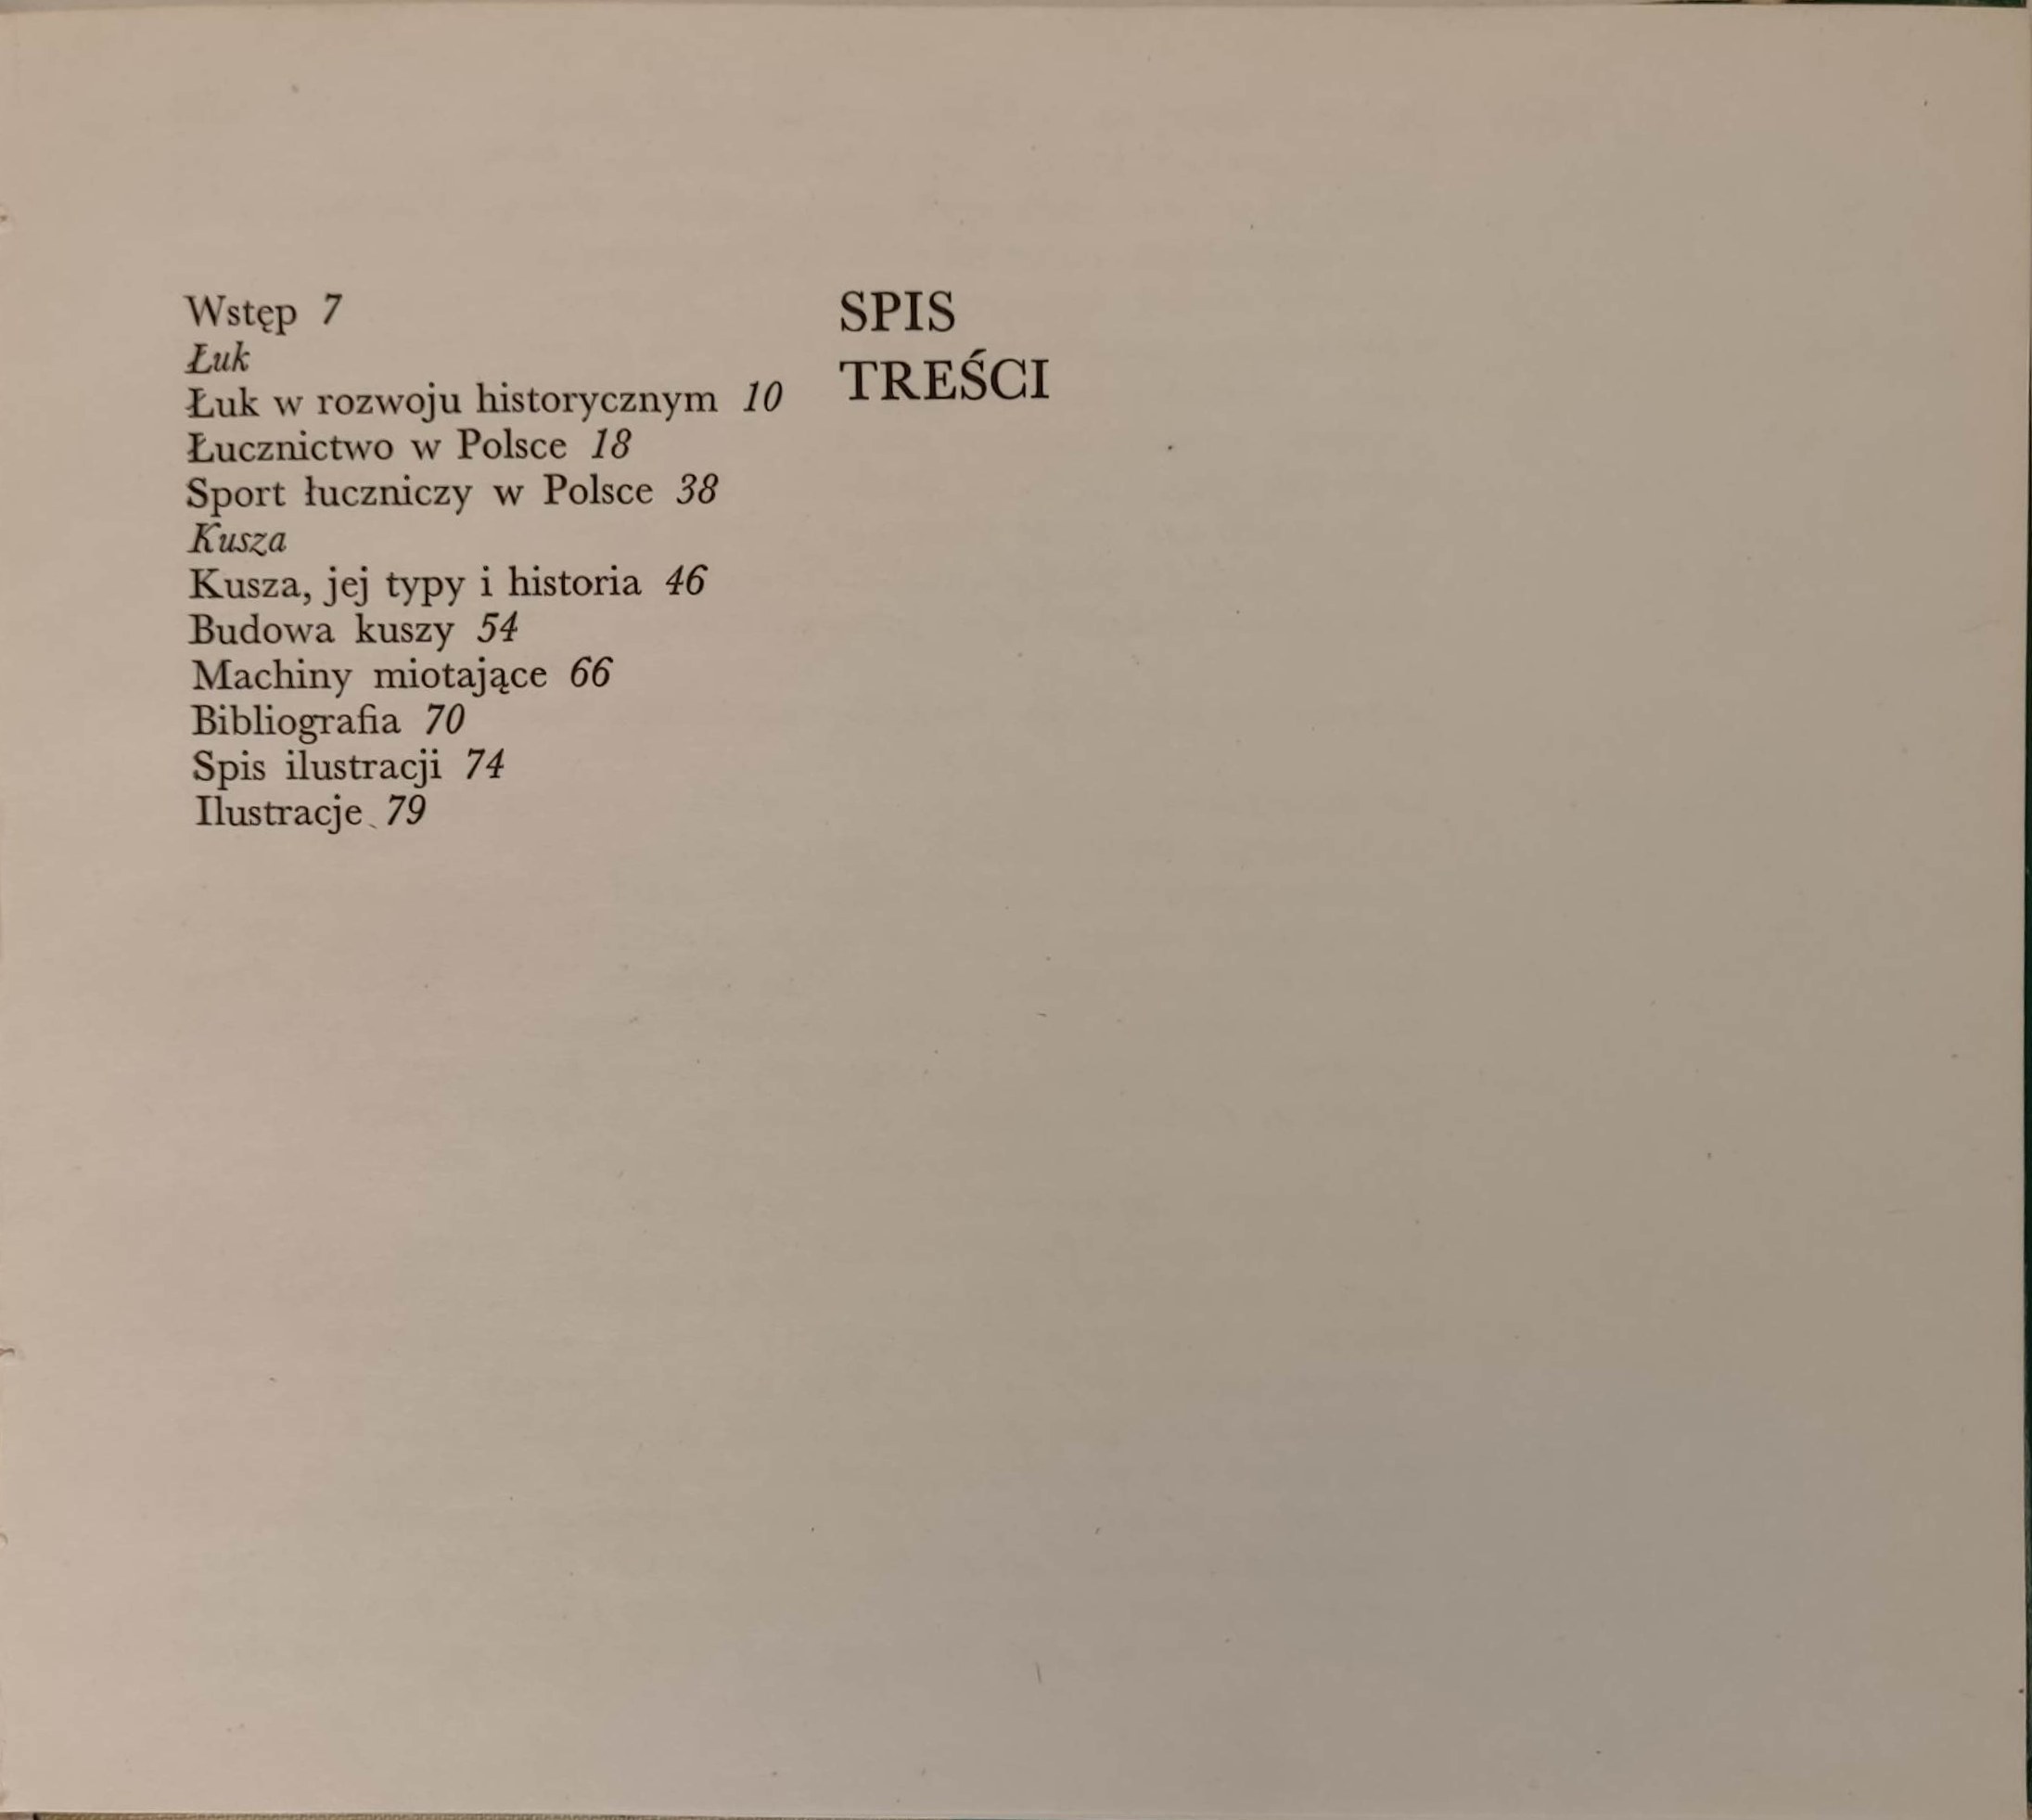 SPIS
TREŚCI
Wstęp 7
Łuk
Łuk w rozwoju historycznym 10
Łucznictwo w Polsce 18
Sport łuczniczy w Polsce 38
Kusza
Kusza, jej typy i historia 46
Budowa kuszy 54
Machiny miotające 66
Bibliografia 70
Spis ilustracji 74
Ilustracje 79